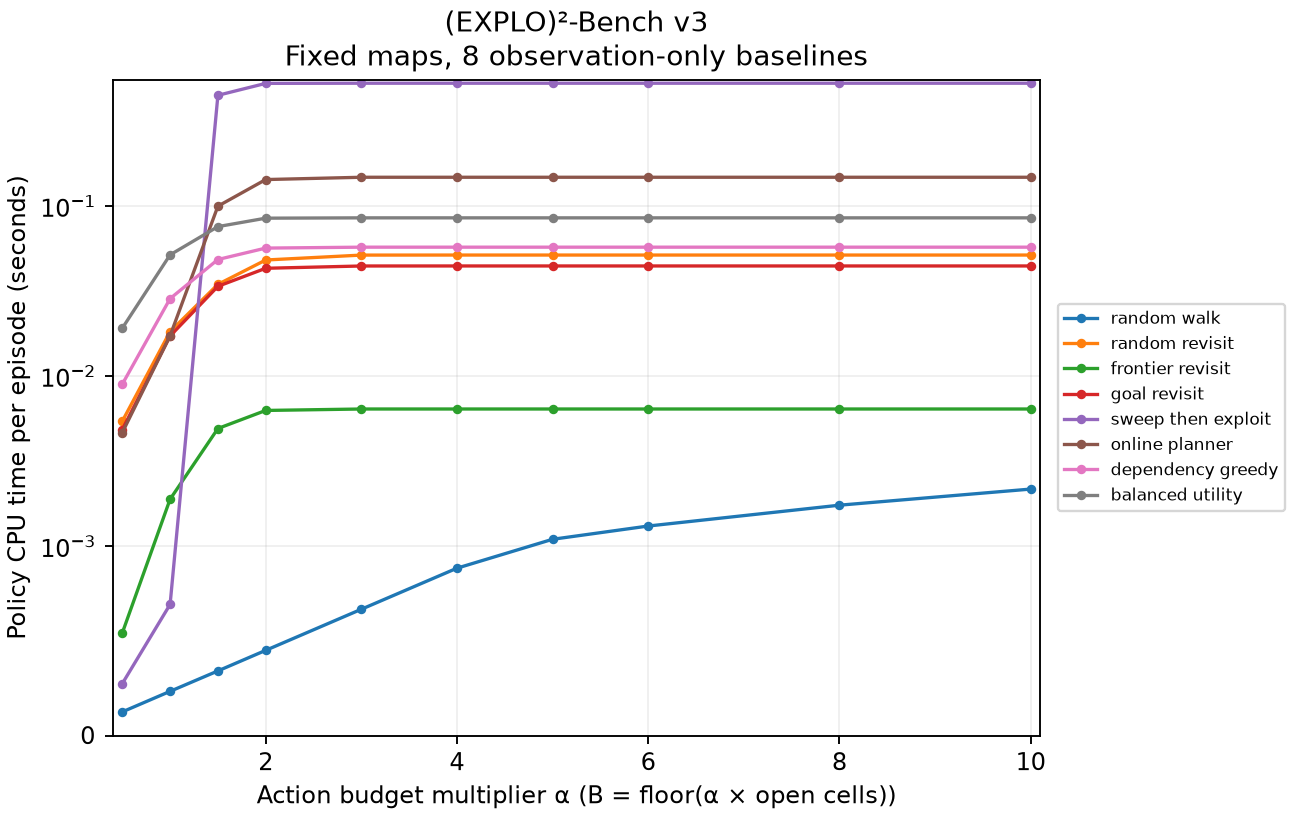 (EXPLO)²-Bench v3
Fixed maps, 8 observation-only baselines
Policy CPU time per episode (seconds)
10⁻¹
10⁻²
10⁻³
0
2
4
6
8
10
Action budget multiplier α (B = floor(α × open cells))
random walk
random revisit
frontier revisit
goal revisit
sweep then exploit
online planner
dependency greedy
balanced utility